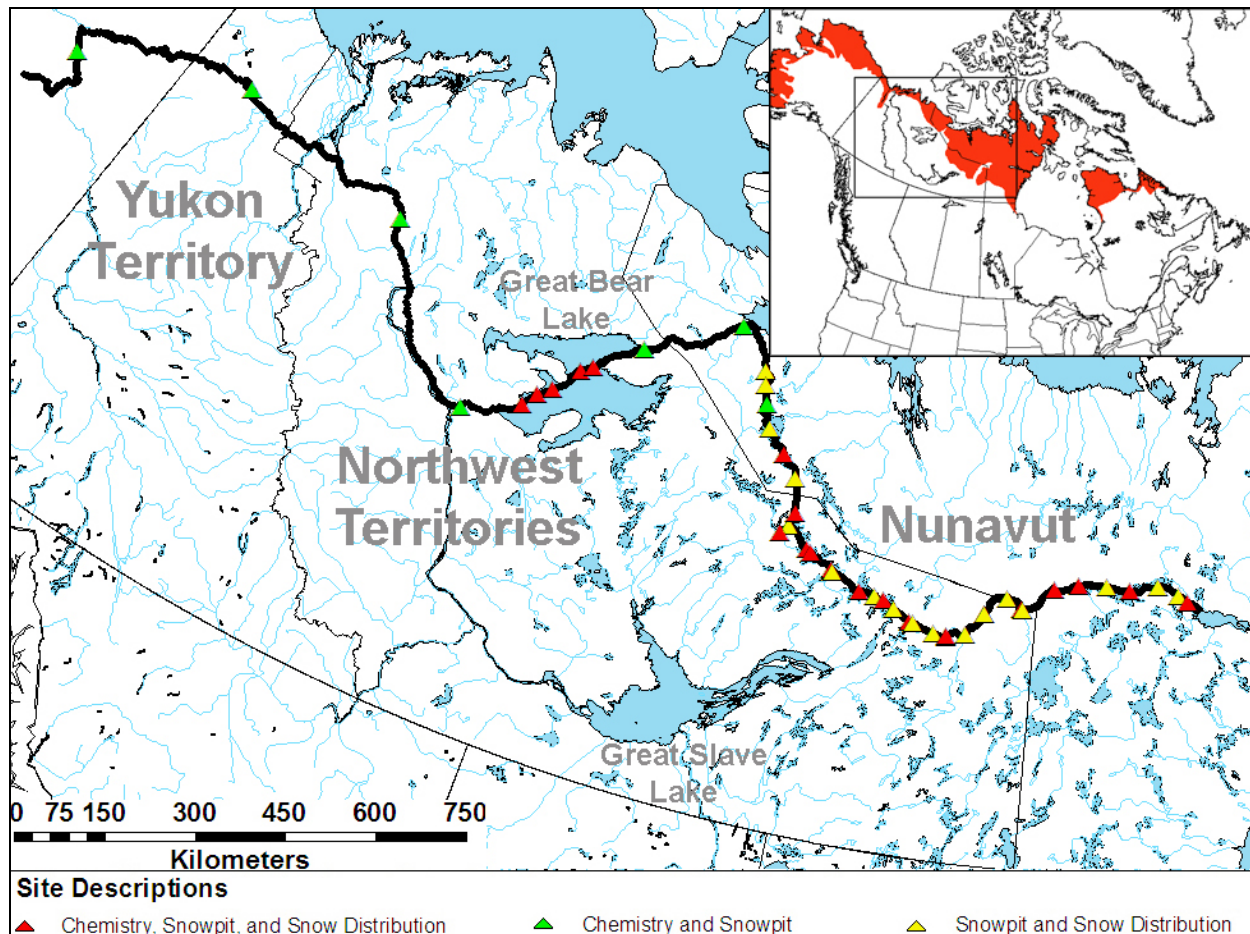 Yukon
Territory
Great Bear
Lake
Northwest
Territories
Nunavut
Great Slave
Lake
0 75 150 300 450 600 750
Kilometers
Site Descriptions
Chemistry, Snowpit, and Snow Distribution
Chemistry and Snowpit
Snowpit and Snow Distribution